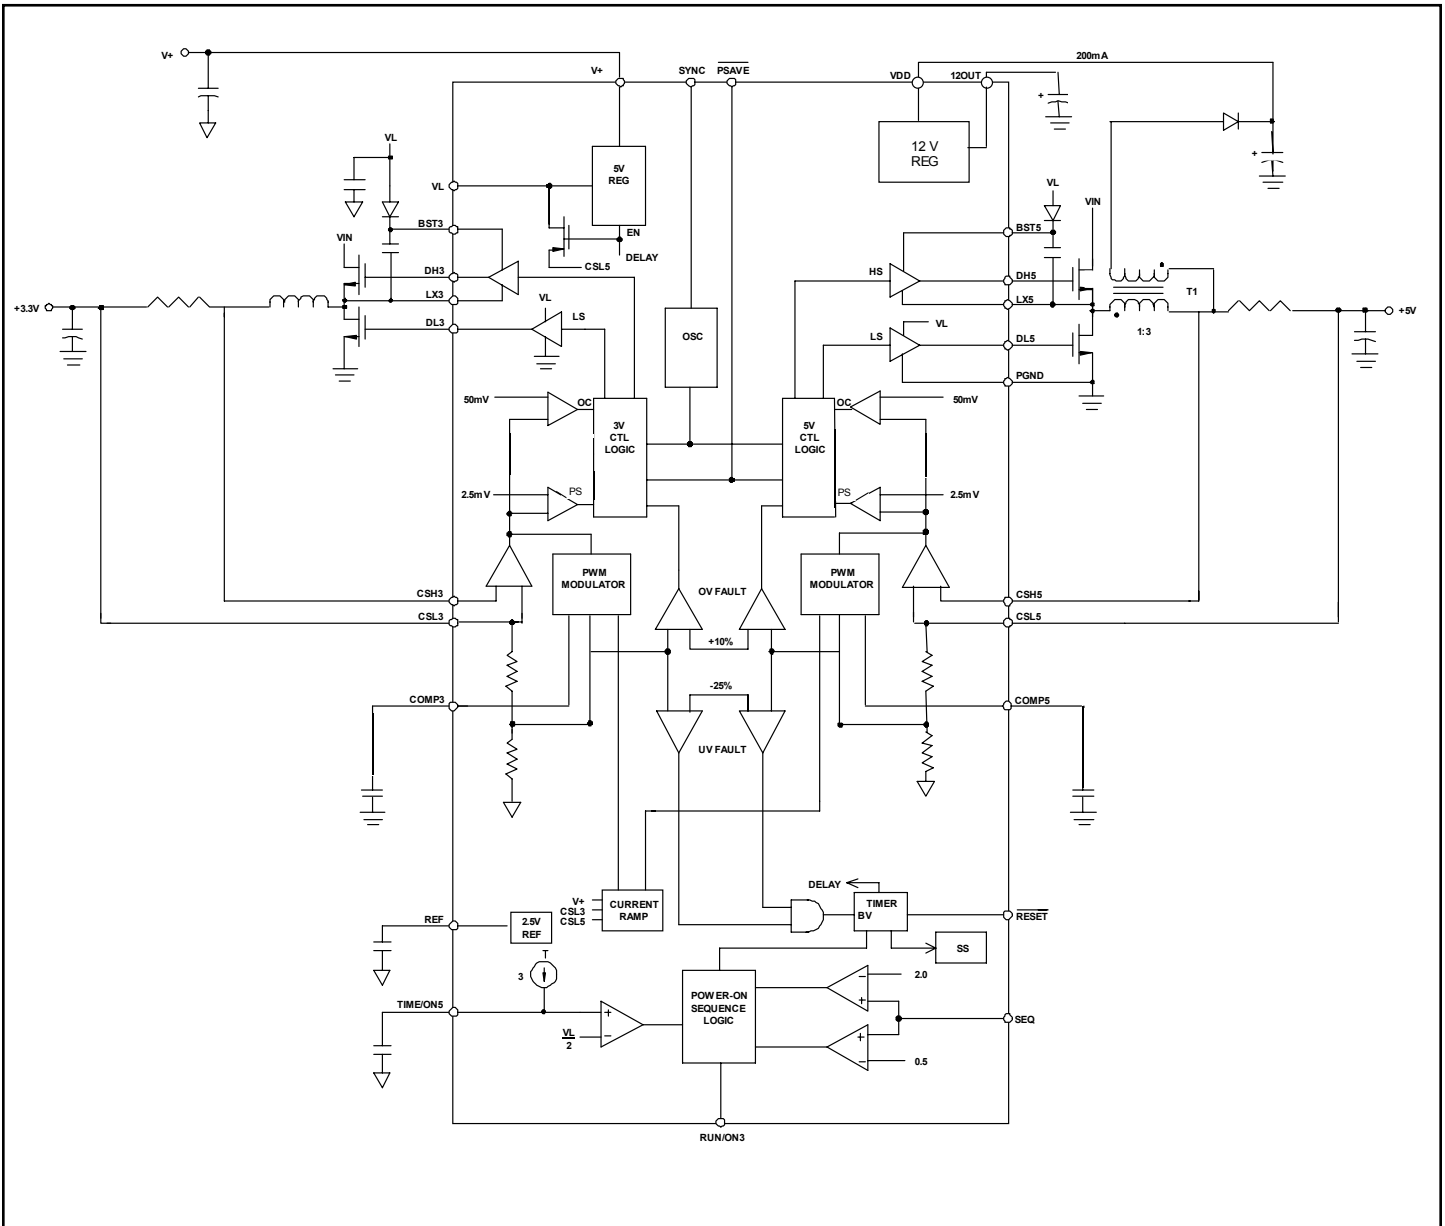 200mA
V+
V+
SYNC
PSAVE
VDD
12OUT
VL
12 V
REG
5V
REG
VL
VL
VIN
BST3
EN
BST5
VIN
DELAY
CSL5
DH3
HS
DH5
LX3
LX5
T1
+3.3V
VL
+5V
LS
VL
DL3
OSC
LS
DL5
1:3
PGND
50mV
OC
3V
CTL
LOGIC
5V
CTL
LOGIC
OC
50mV
2.5mV
PS
PS
2.5mV
PWM
MODULATOR
PWM
MODULATOR
CSH3
OV FAULT
CSH5
CSL3
CSL5
+10%
-25%
COMP3
COMP5
UV FAULT
DELAY
V+
CSL3
CSL5
CURRENT
RAMP
TIMER
BV
REF
2.5V
REF
RESET
SS
T
3
2.0
POWER-ON
SEQUENCE
LOGIC
-
+
TIME/ON5
+
-
SEQ
VL
2
+
-
0.5
RUN/ON3
+
+